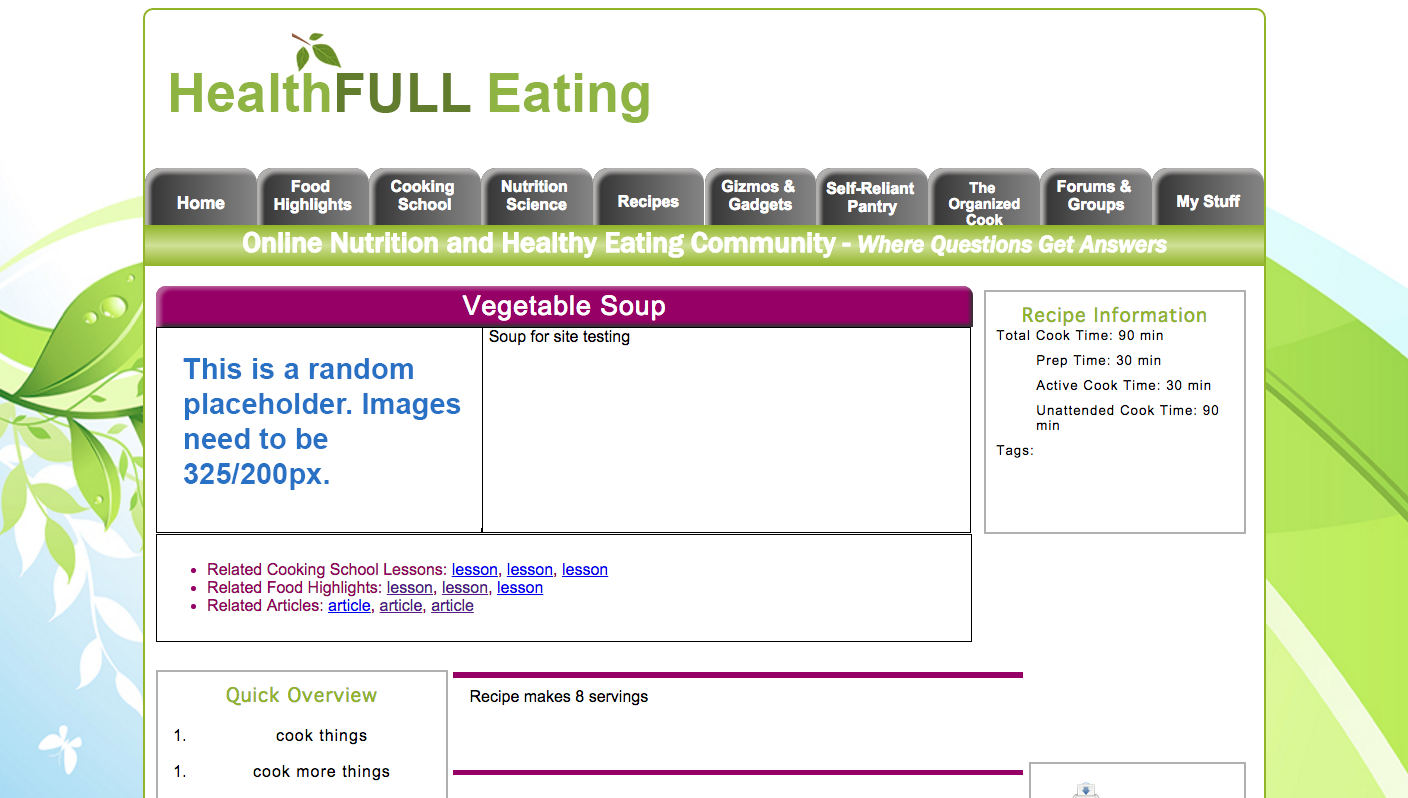 HealthFULL Eating
Home
Food
Highlights
Cooking
School
Nutrition
Science
Recipes
Gizmos &
Gadgets
Self-Reliant
Pantry
The
Organized
Cook
Forums &
Groups
My Stuff
Online Nutrition and Healthy Eating Community - Where Questions Get Answers
Vegetable Soup
This is a random
placeholder. Images
need to be
325/200px.
Soup for site testing
Recipe Information
Total Cook Time: 90 min
Prep Time: 30 min
Active Cook Time: 30 min
Unattended Cook Time: 90
min
Tags:
• Related Cooking School Lessons: lesson, lesson, lesson
• Related Food Highlights: lesson, lesson, lesson
• Related Articles: article, article, article
Quick Overview
1. cook things
1. cook more things
Recipe makes 8 servings